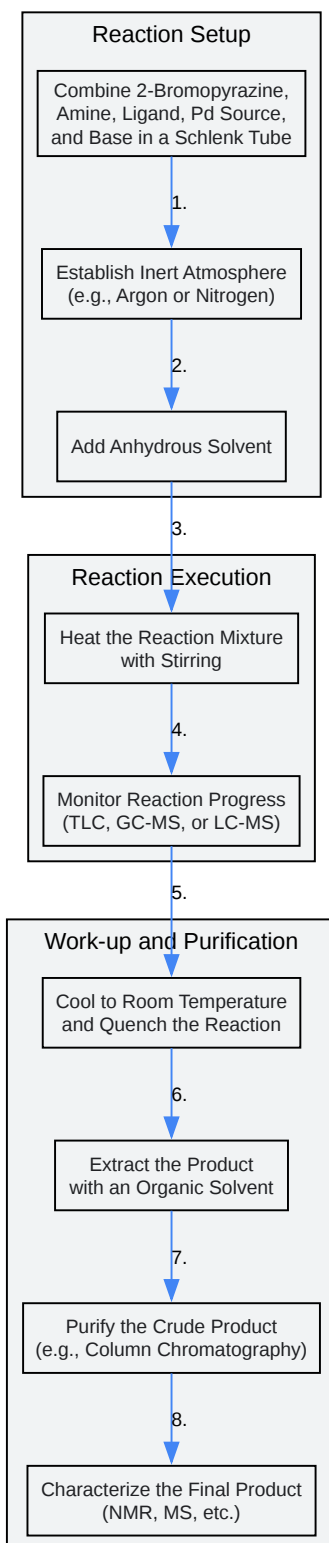 Reaction Setup
Combine 2-Bromopyrazine,
Amine, Ligand, Pd Source,
and Base in a Schlenk Tube
1.
Establish Inert Atmosphere
(e.g., Argon or Nitrogen)
2.
Add Anhydrous Solvent
3.
Reaction Execution
Heat the Reaction Mixture
with Stirring
4.
Monitor Reaction Progress
(TLC, GC-MS, or LC-MS)
5.
Work-up and Purification
Cool to Room Temperature
and Quench the Reaction
6.
Extract the Product
with an Organic Solvent
7.
Purify the Crude Product
(e.g., Column Chromatography)
8.
Characterize the Final Product
(NMR, MS, etc.)